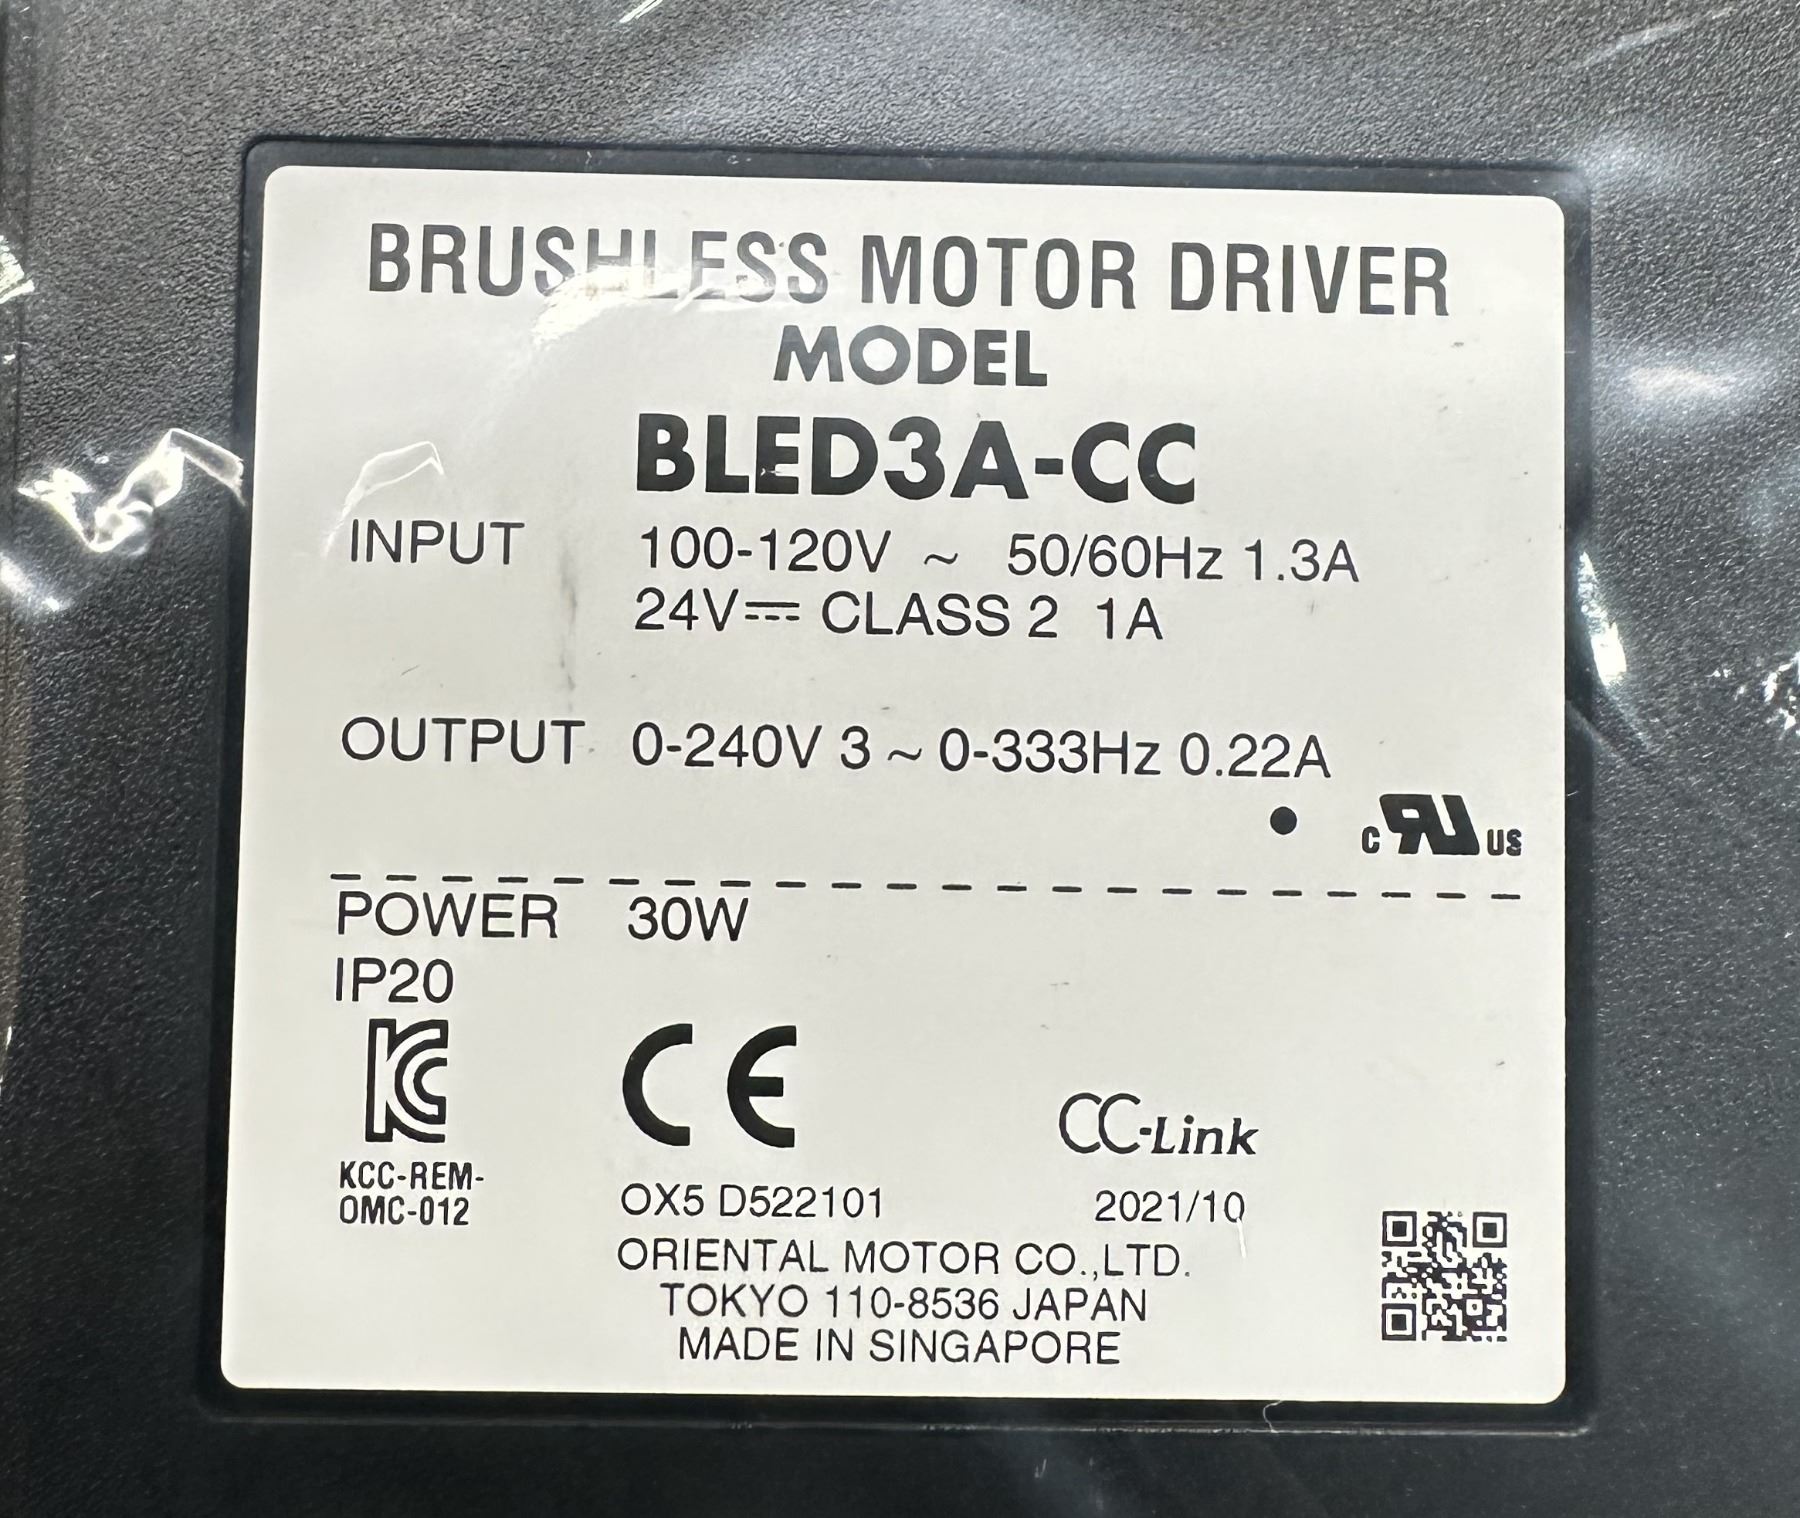 BRUSHLESS MOTOR DRIVER
MODEL
BLED3A-CC
INPUT 100-120V ~ 50/60Hz 1.3A
24V⎓ CLASS 2 1A
OUTPUT 0-240V 3 ~ 0-333Hz 0.22A
c RU US
POWER 30W
IP20
KC CE CC-Link
KCC-REM-
OMC-012
OX5 D522101 2021/10
ORIENTAL MOTOR CO.,LTD.
TOKYO 110-8536 JAPAN
MADE IN SINGAPORE